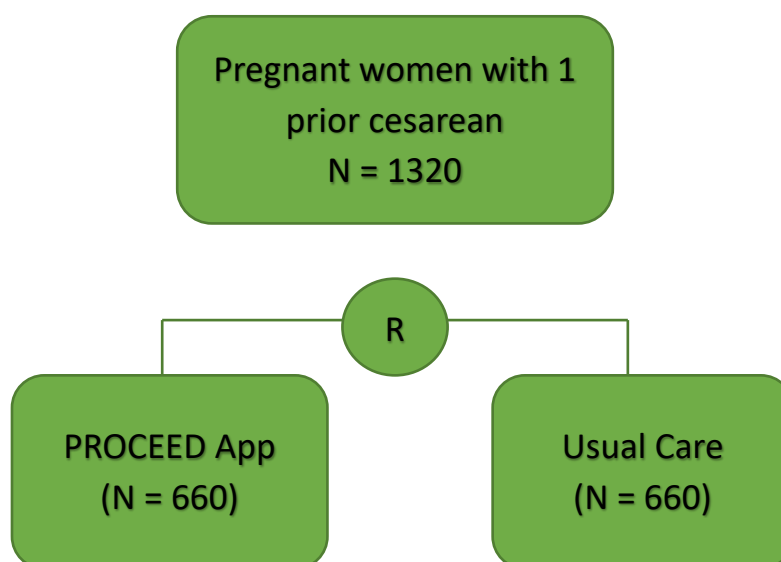 Pregnant women with 1
prior cesarean
N = 1320
R
PROCEED App
(N = 660)
Usual Care
(N = 660)